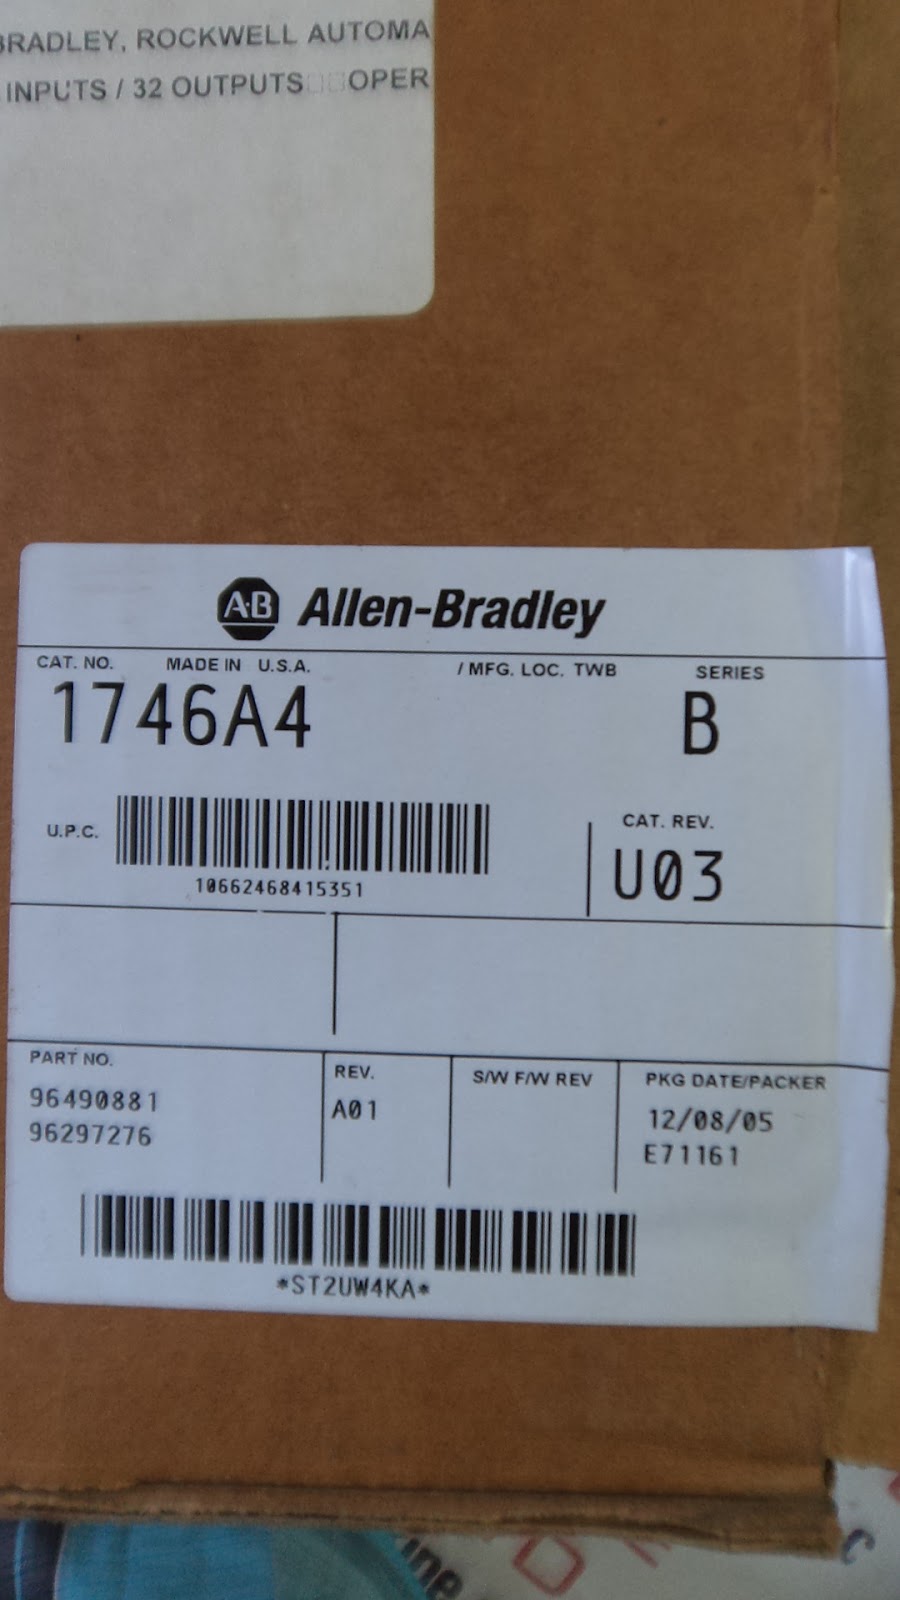 BRADLEY, ROCKWELL AUTOMA
INPUTS / 32 OUTPUTS□□OPER
A·B Allen-Bradley
CAT. NO. MADE IN U.S.A. / MFG. LOC. TWB SERIES
1746A4 B
U.P.C. CAT. REV.
10662468415351 U03
PART NO. REV. S/W F/W REV PKG DATE/PACKER
96490881 A01 12/08/05
96297276 E71161
*ST2UW4KA*